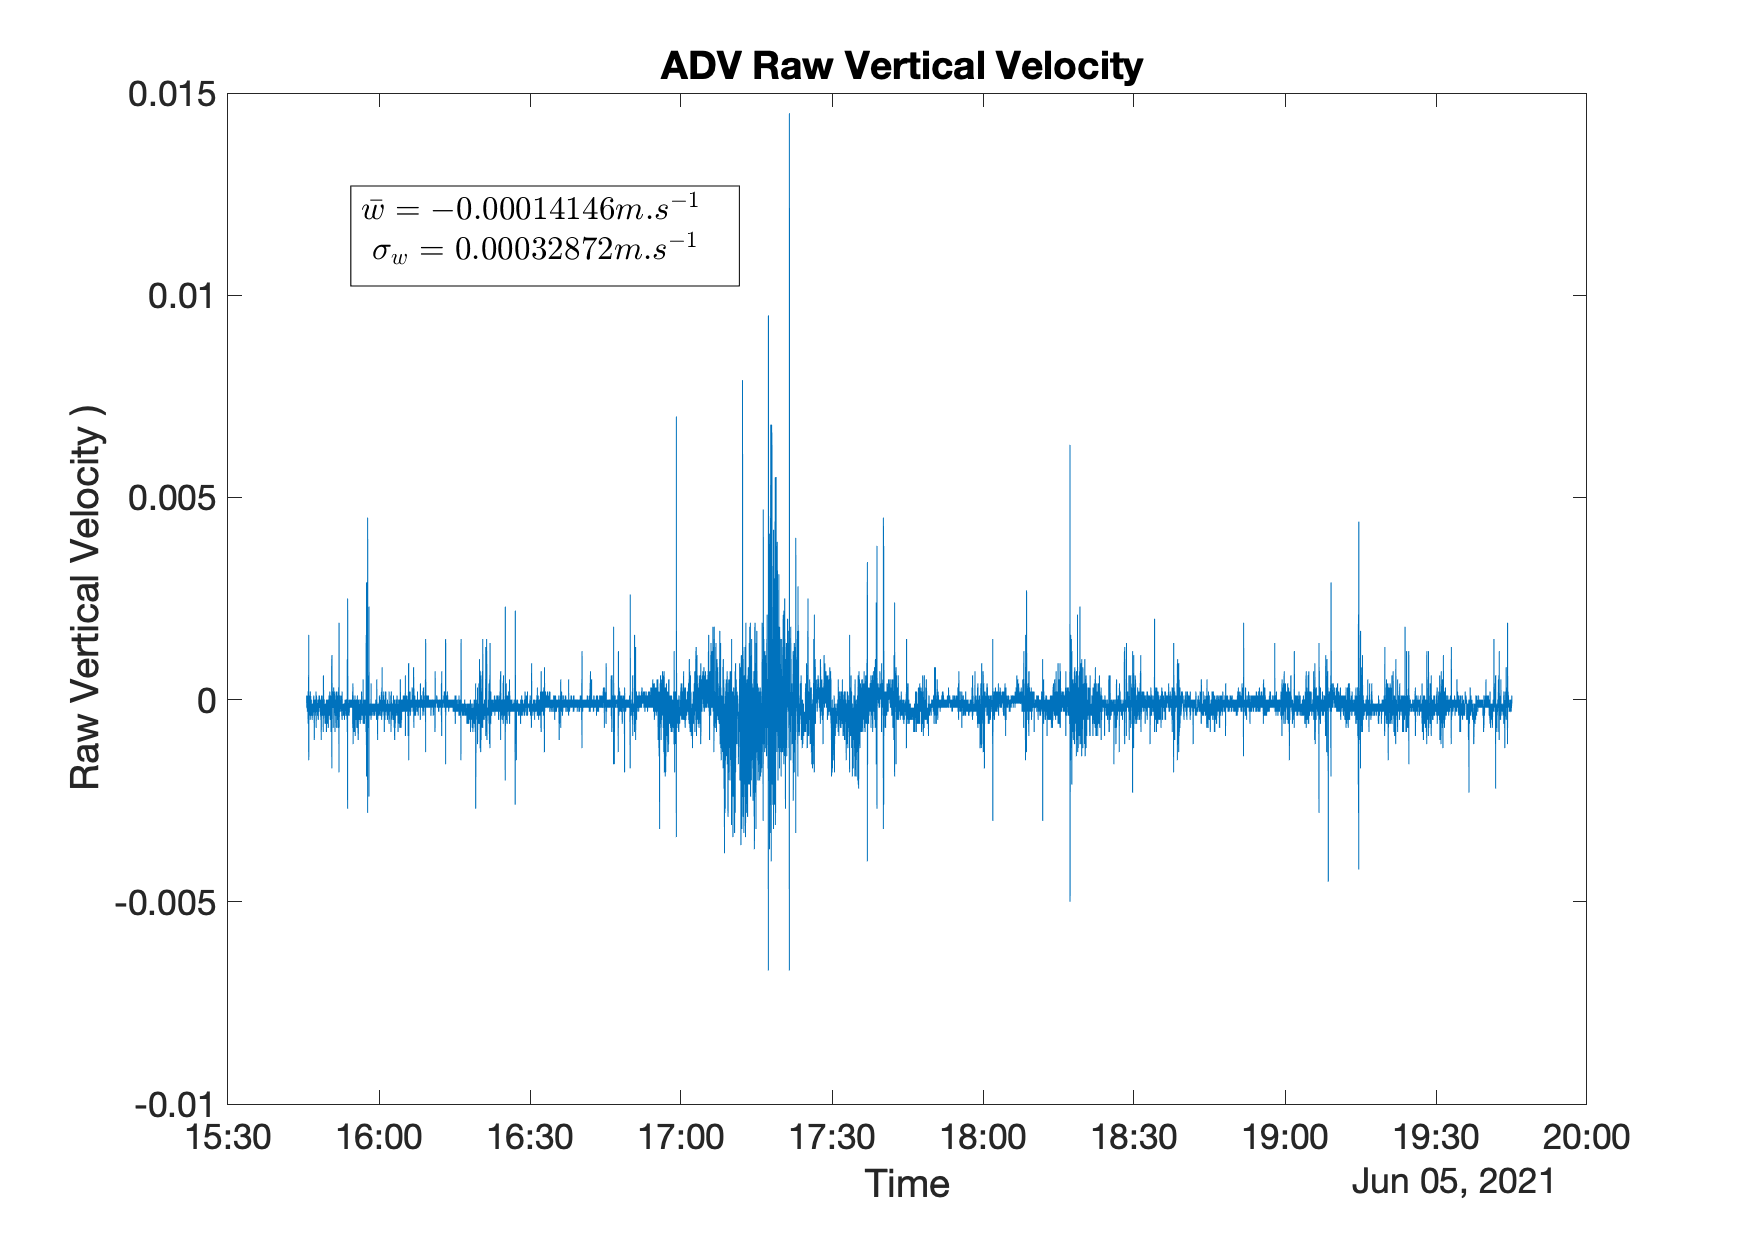 ADV Raw Vertical Velocity
0.015
0.01
0.005
0
-0.005
-0.01
Raw Vertical Velocity )
w̄ = −0.00014146m.s⁻¹
σ_w = 0.00032872m.s⁻¹
15:30 16:00 16:30 17:00 17:30 18:00 18:30 19:00 19:30 20:00
Time
Jun 05, 2021